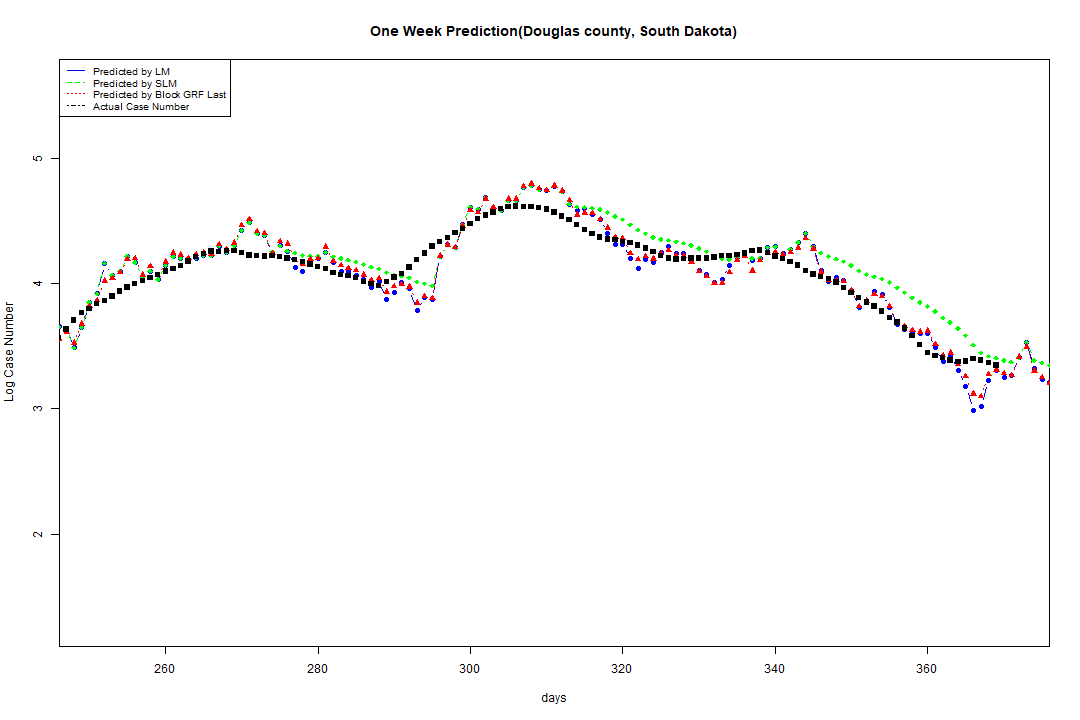 One Week Prediction(Douglas county, South Dakota)
Predicted by LM
Predicted by SLM
Predicted by Block GRF Last
Actual Case Number
5
4
3
2
Log Case Number
260 280 300 320 340 360
days